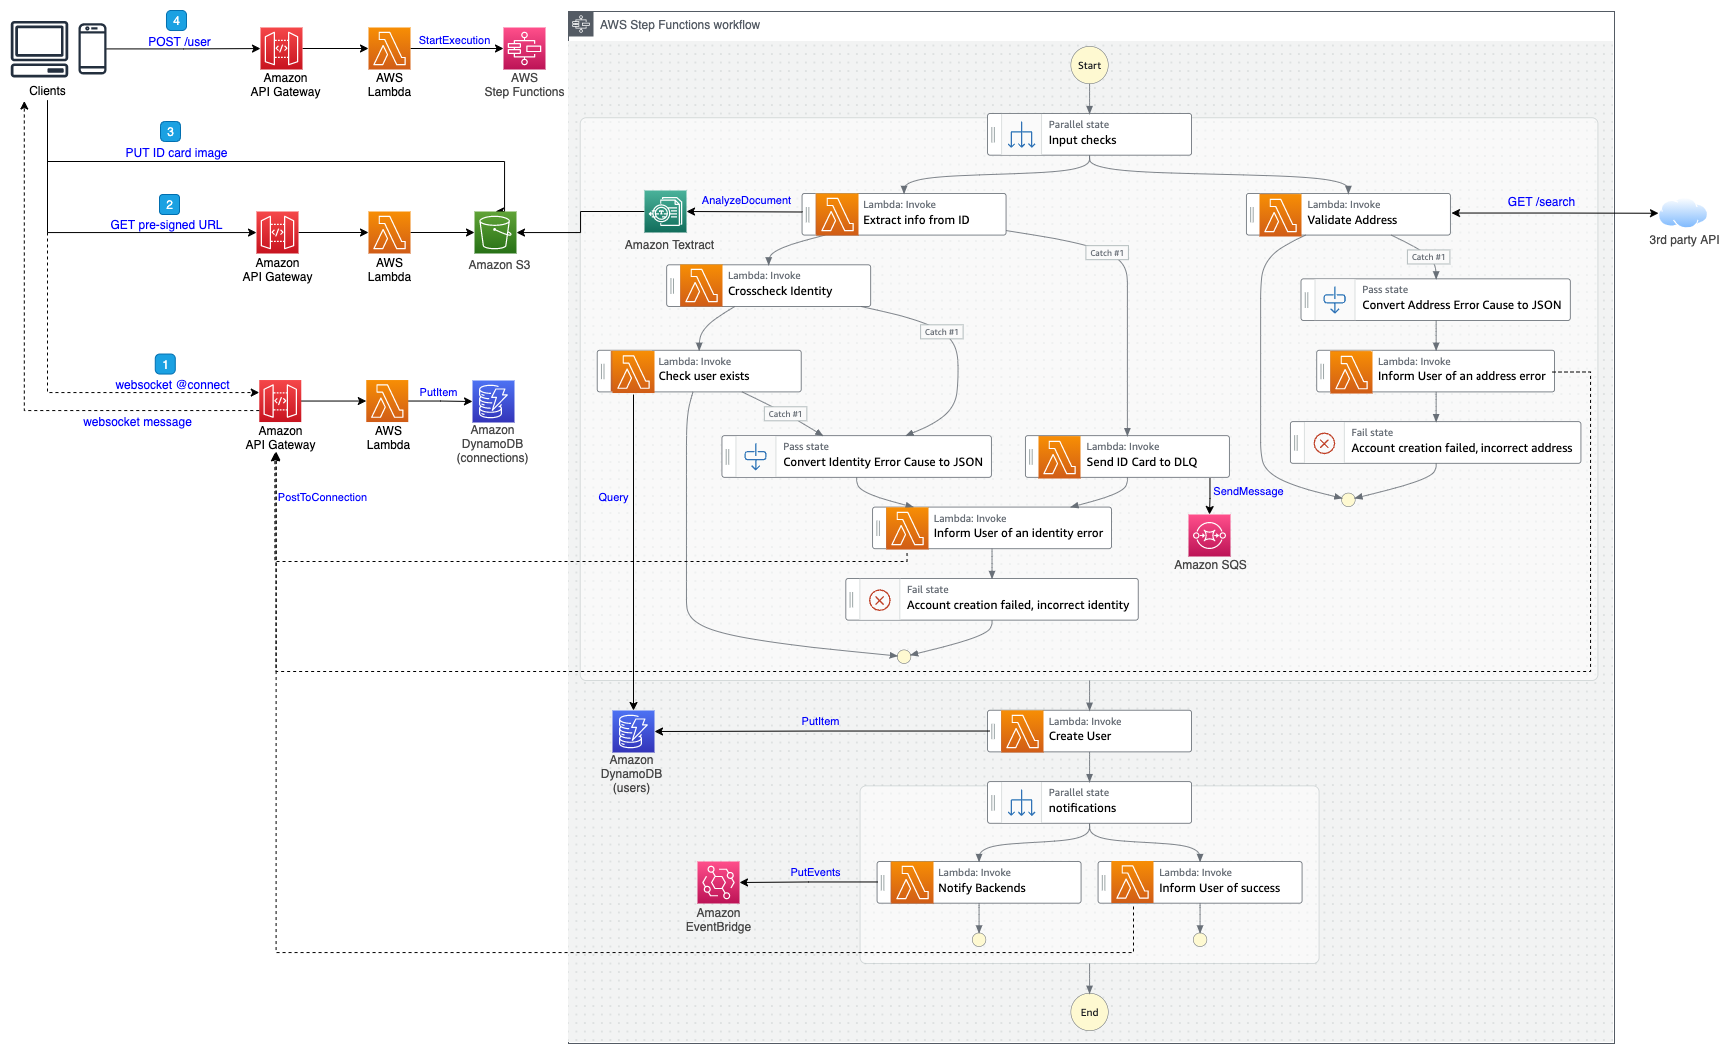 4
POST /user
Clients
Amazon
API Gateway
AWS
Lambda
StartExecution
AWS
Step Functions
3
PUT ID card image
2
GET pre-signed URL
Amazon
API Gateway
AWS
Lambda
Amazon S3
1
websocket @connect
websocket message
Amazon
API Gateway
AWS
Lambda
PutItem
Amazon
DynamoDB
(connections)
PostToConnection
AWS Step Functions workflow
Start
Parallel state
Input checks
Amazon Textract
AnalyzeDocument
Lambda: Invoke
Extract info from ID
Lambda: Invoke
Validate Address
GET /search
3rd party API
Catch #1
Catch #1
Lambda: Invoke
Crosscheck Identity
Pass state
Convert Address Error Cause to JSON
Catch #1
Lambda: Invoke
Check user exists
Lambda: Invoke
Inform User of an address error
Catch #1
Pass state
Convert Identity Error Cause to JSON
Lambda: Invoke
Send ID Card to DLQ
Fail state
Account creation failed, incorrect address
Query
SendMessage
Lambda: Invoke
Inform User of an identity error
Amazon SQS
Fail state
Account creation failed, incorrect identity
Amazon
DynamoDB
(users)
PutItem
Lambda: Invoke
Create User
Parallel state
notifications
Amazon
EventBridge
PutEvents
Lambda: Invoke
Notify Backends
Lambda: Invoke
Inform User of success
End